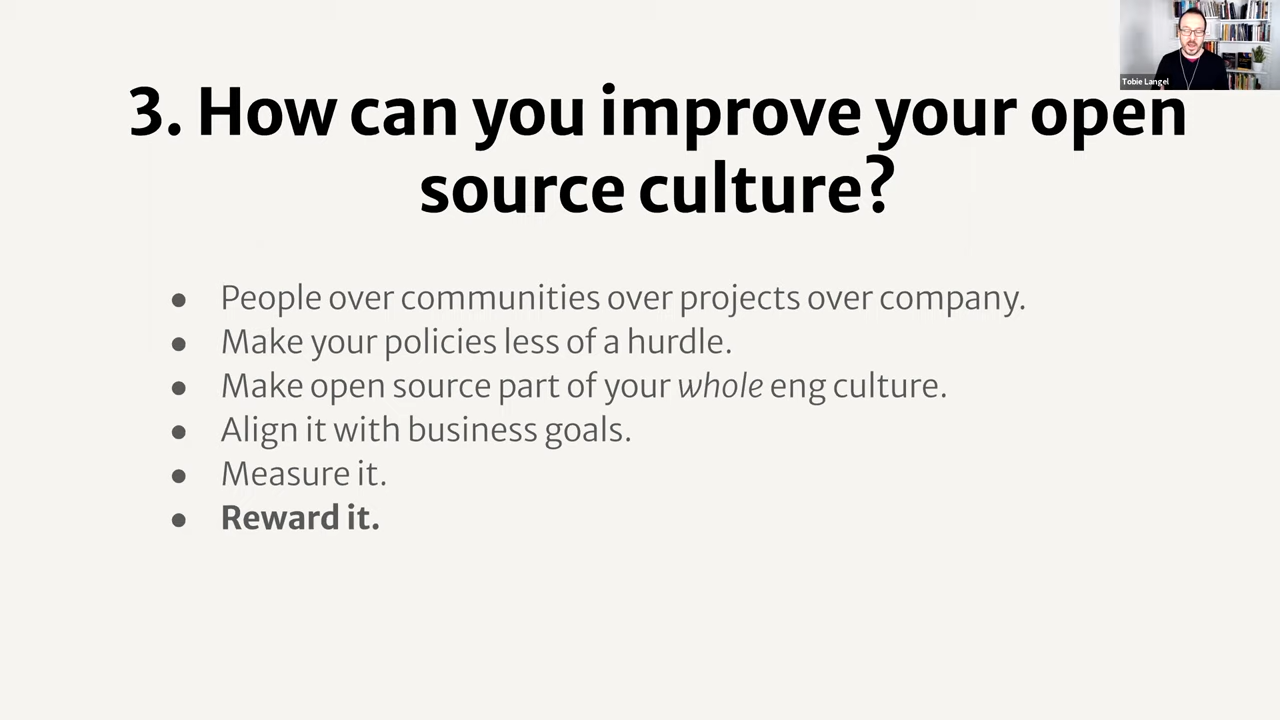 Tobie Langel
3. How can you improve your open
source culture?
● People over communities over projects over company.
● Make your policies less of a hurdle.
● Make open source part of your whole eng culture.
● Align it with business goals.
● Measure it.
● Reward it.